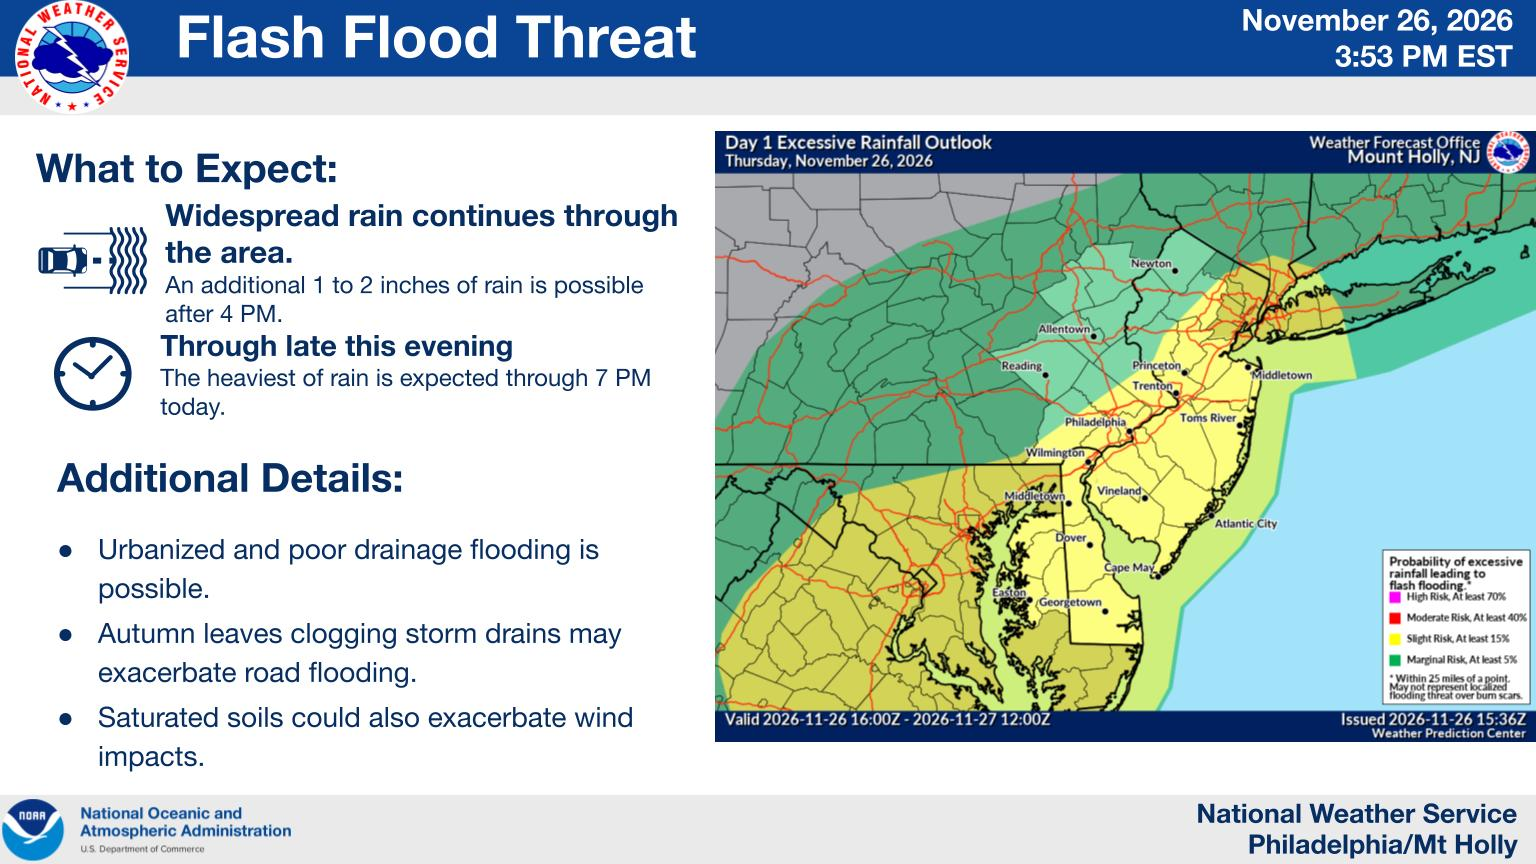 Flash Flood Threat
November 26, 2026
3:53 PM EST
NATIONAL WEATHER SERVICE
What to Expect:
Widespread rain continues through
the area.
An additional 1 to 2 inches of rain is possible
after 4 PM.
Through late this evening
The heaviest of rain is expected through 7 PM
today.
Additional Details:
● Urbanized and poor drainage flooding is
possible.
● Autumn leaves clogging storm drains may
exacerbate road flooding.
● Saturated soils could also exacerbate wind
impacts.
Day 1 Excessive Rainfall Outlook
Thursday, November 26, 2026
Weather Forecast Office
Mount Holly, NJ
Newton
Allentown
Reading
Princeton
Trenton
Middletown
Philadelphia
Toms River
Wilmington
Middletown
Vineland
Atlantic City
Dover
Cape May
Easton
Georgetown
Probability of excessive
rainfall leading to
flash flooding.*
High Risk, At least 70%
Moderate Risk, At least 40%
Slight Risk, At least 15%
Marginal Risk, At least 5%
* Within 25 miles of a point.
May not represent localized
flooding threat over burn scars.
Valid 2026-11-26 16:00Z - 2026-11-27 12:00Z
Issued 2026-11-26 15:36Z
Weather Prediction Center
NOAA
National Oceanic and
Atmospheric Administration
U.S. Department of Commerce
National Weather Service
Philadelphia/Mt Holly